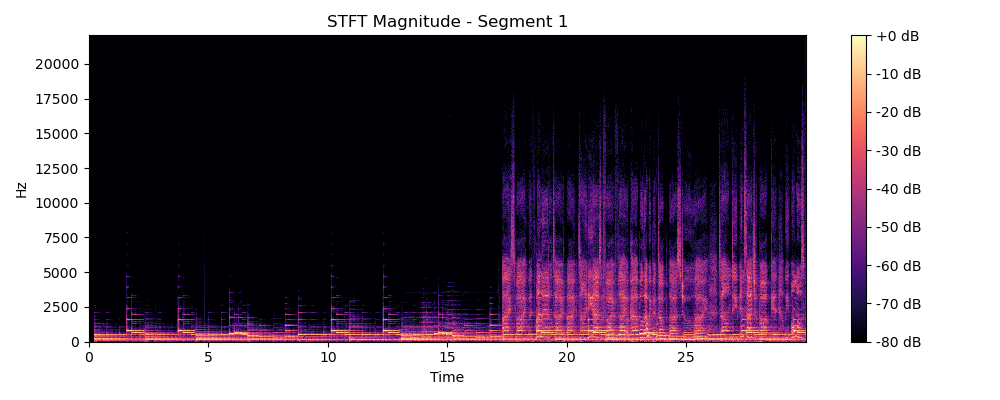 STFT Magnitude - Segment 1
20000
17500
15000
12500
10000
7500
5000
2500
0
Hz
0 5 10 15 20 25
Time
+0 dB
-10 dB
-20 dB
-30 dB
-40 dB
-50 dB
-60 dB
-70 dB
-80 dB